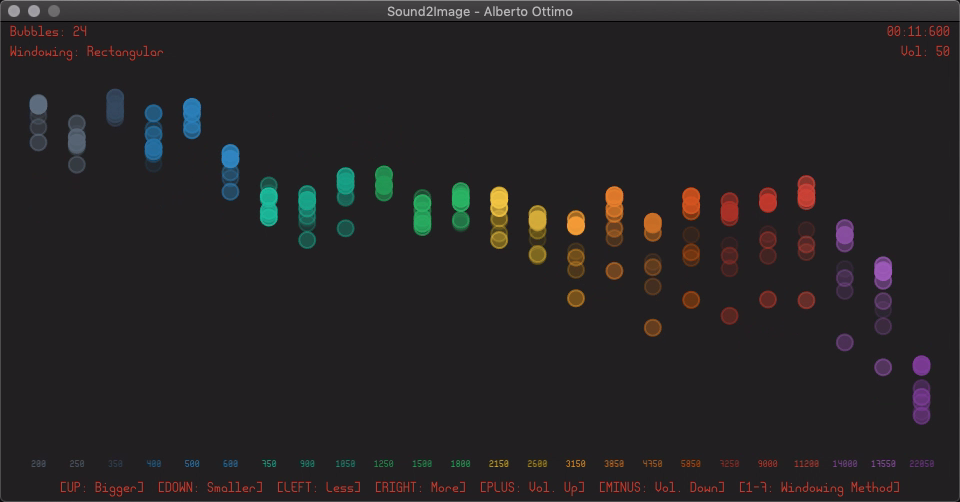 Sound2Image - Alberto Ottimo
Bubbles: 24
00:11:600
Windowing: Rectangular
Vol: 50
200 250 350 400 500 600 750 900 1050 1250 1500 1800 2150 2600 3150 3850 4750 5850 7250 9000 11200 14000 17550 22050
[UP: Bigger] [DOWN: Smaller] [LEFT: Less] [RIGHT: More] [PLUS: Vol. Up] [MINUS: Vol. Down] [1-7: Windowing Method]